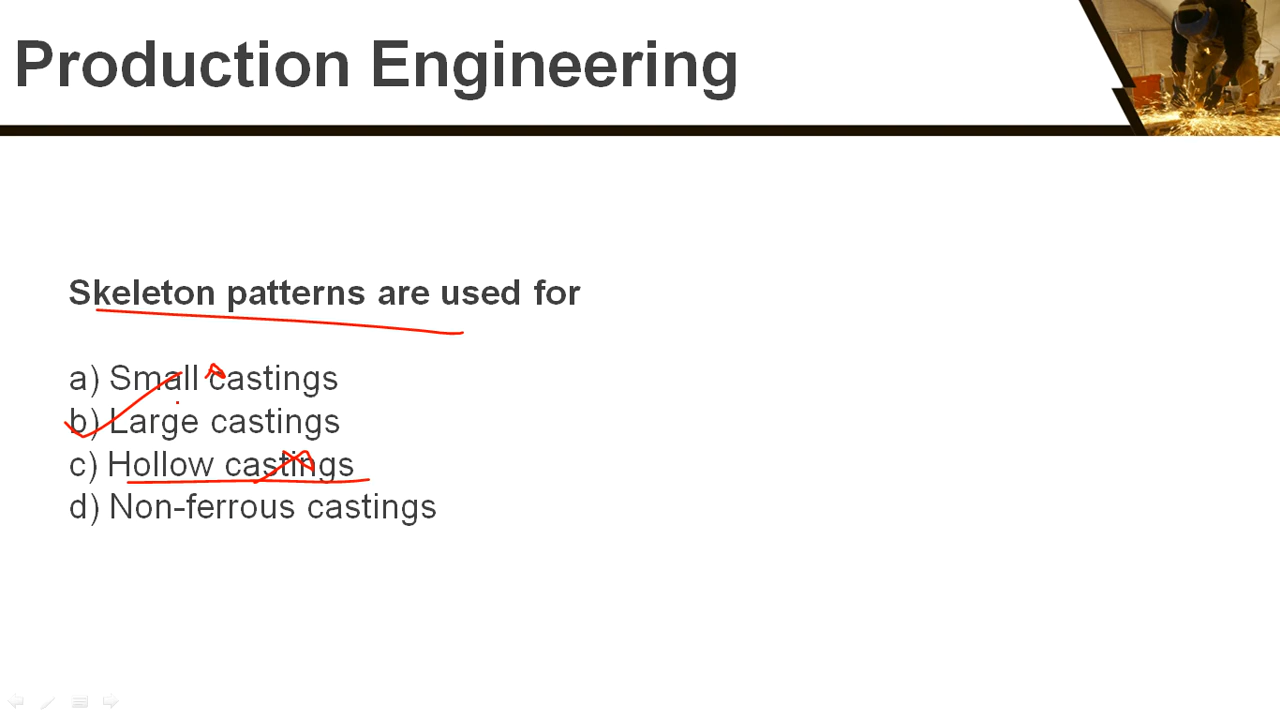 Production Engineering
Skeleton patterns are used for
a) Small castings
b) Large castings
c) Hollow castings
d) Non-ferrous castings